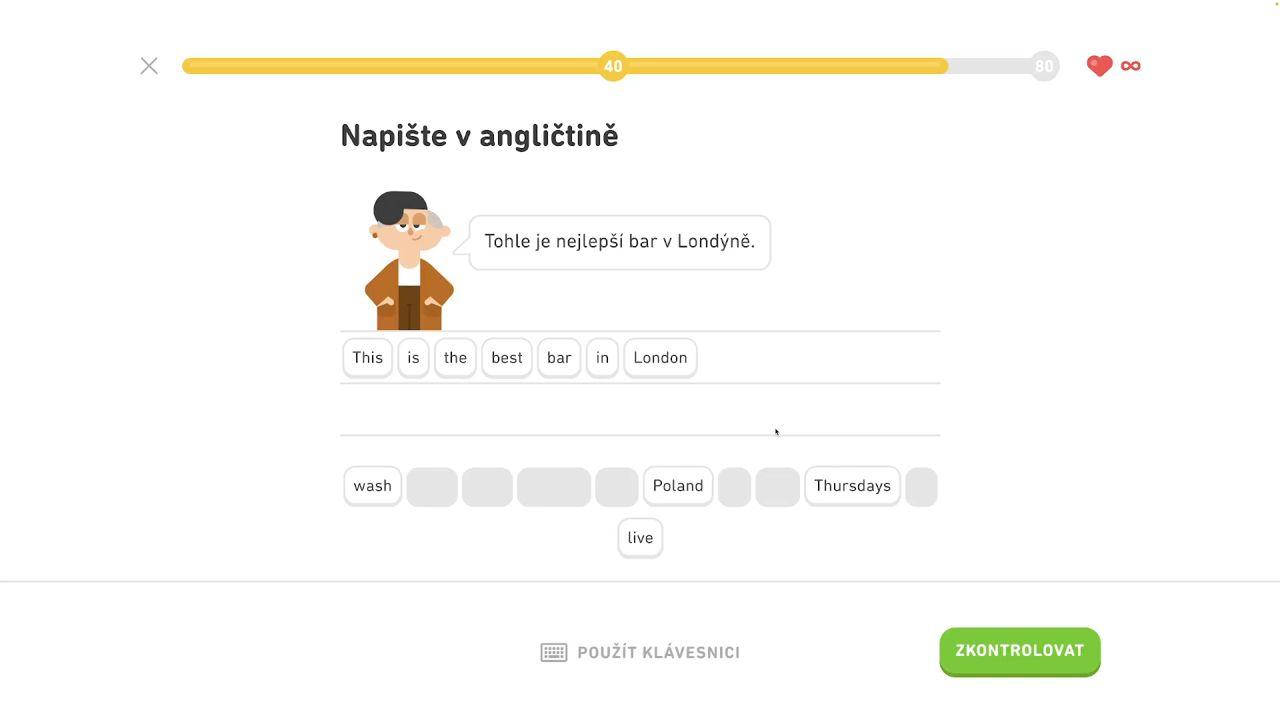 40 80 ∞
Napište v angličtině
Tohle je nejlepší bar v Londýně.
This is the best bar in London
wash Poland Thursdays
live
POUŽÍT KLÁVESNICI ZKONTROLOVAT